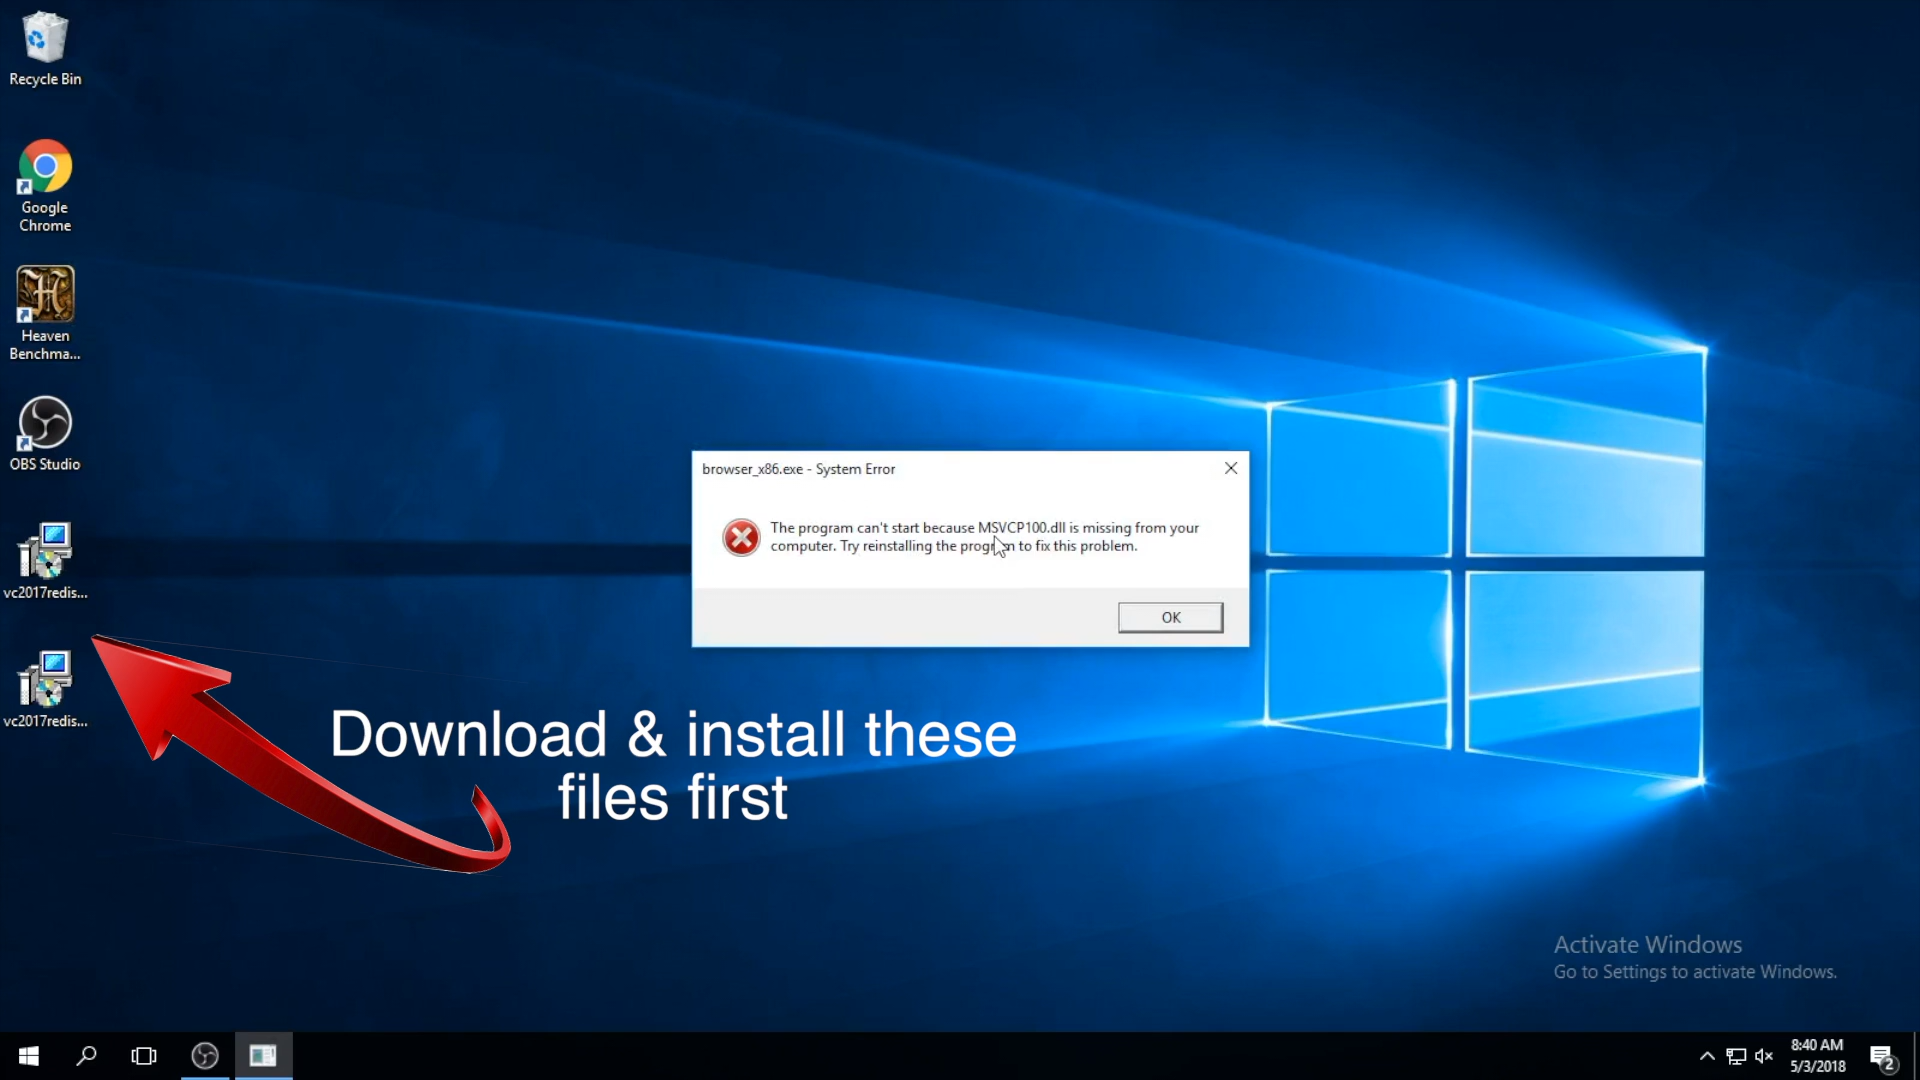 Recycle Bin
Google
Chrome
Heaven
Benchma...
OBS Studio
vc2017redis...
vc2017redis...
browser_x86.exe - System Error
The program can't start because MSVCP100.dll is missing from your
computer. Try reinstalling the program to fix this problem.
OK
Download & install these
files first
Activate Windows
Go to Settings to activate Windows.
8:40 AM
5/3/2018
2